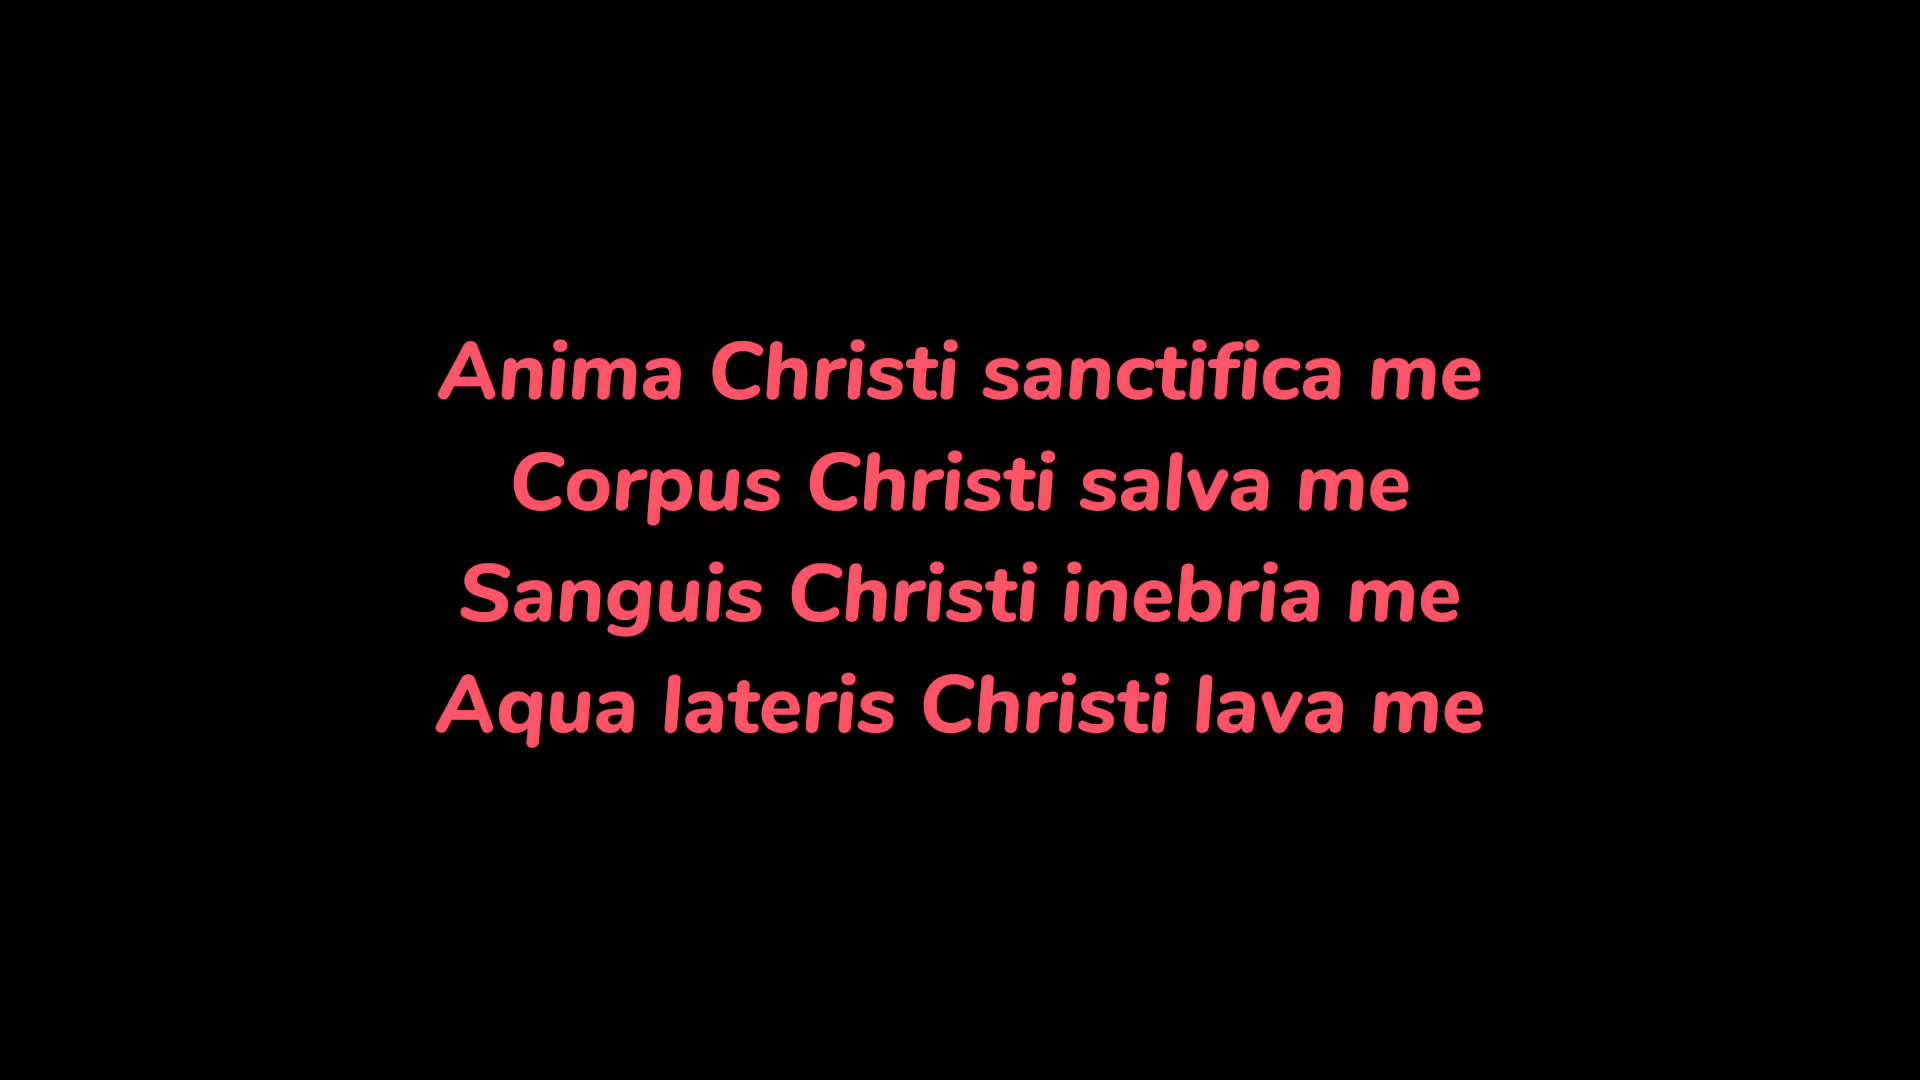 Anima Christi sanctifica me
Corpus Christi salva me
Sanguis Christi inebria me
Aqua lateris Christi lava me